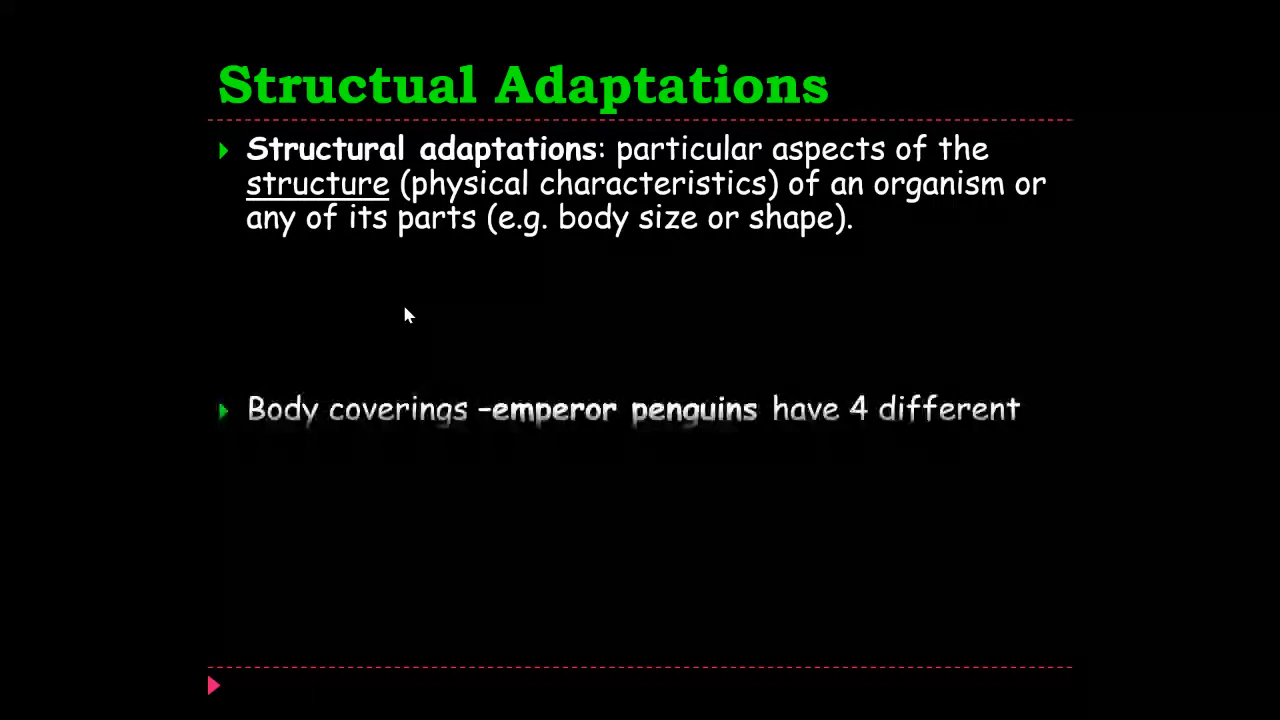 Structual Adaptations
Structural adaptations: particular aspects of the
structure (physical characteristics) of an organism or
any of its parts (e.g. body size or shape).
Body coverings –emperor penguins have 4 different